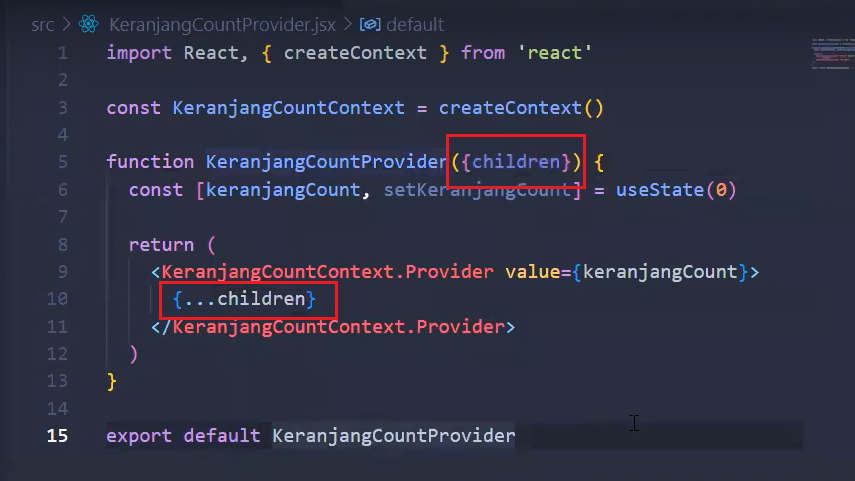 src > KeranjangCountProvider.jsx > default
1 import React, { createContext } from 'react'
2
3 const KeranjangCountContext = createContext()
4
5 function KeranjangCountProvider({children}) {
6 const [keranjangCount, setKeranjangCount] = useState(0)
7
8 return (
9 <KeranjangCountContext.Provider value={keranjangCount}>
10 {...children}
11 </KeranjangCountContext.Provider>
12 )
13 }
14
15 export default KeranjangCountProvider